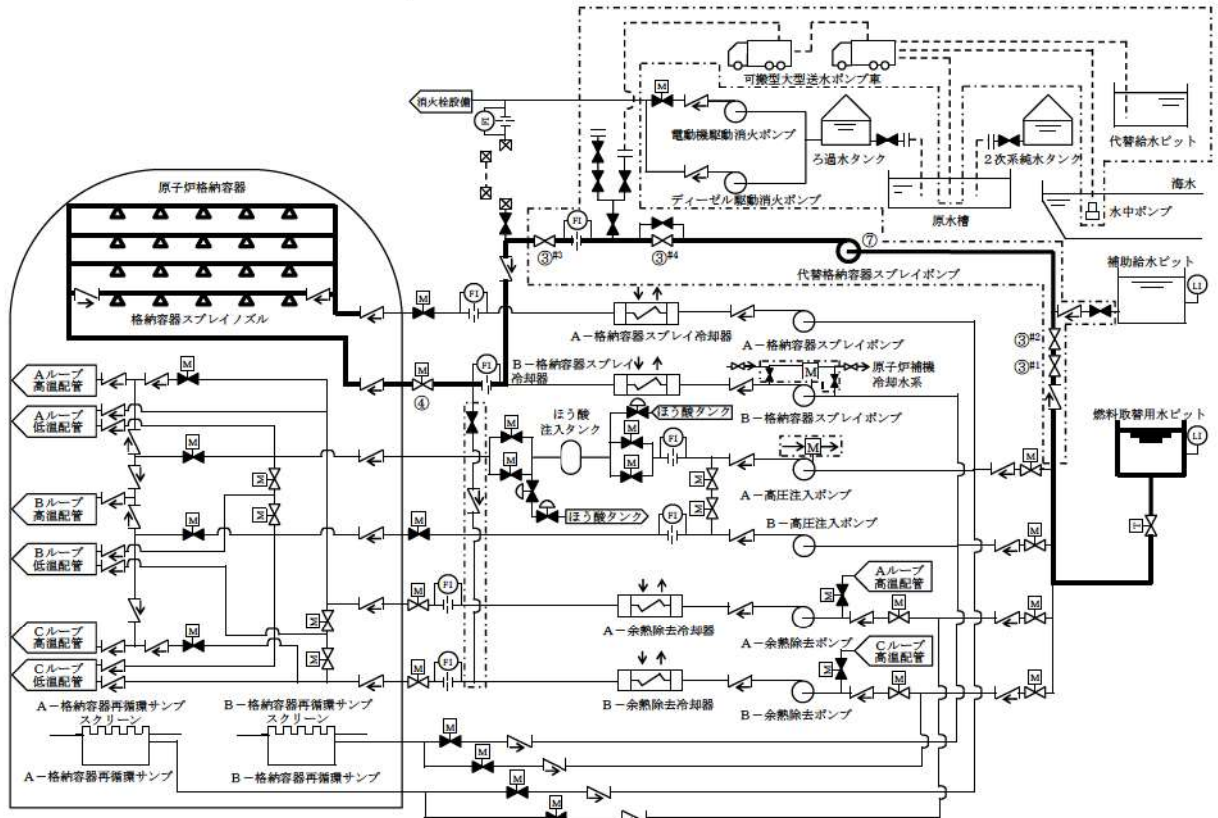 可搬型大型送水ポンプ車
消火栓設備
FI
M
電動機駆動消火ポンプ
ろ過水タンク
2次系純水タンク
代替給水ピット
ディーゼル駆動消火ポンプ
原水槽
海水
水中ポンプ
原子炉格納容器
FI
③#3
③#4
⑦
代替格納容器スプレイポンプ
補助給水ピット
LI
格納容器スプレイノズル
M
FI
A-格納容器スプレイ冷却器
A-格納容器スプレイポンプ
③#2
③#1
Aループ
高温配管
M
M
④
B-格納容器スプレイ
冷却器
M
原子炉補機
冷却水系
B-格納容器スプレイポンプ
燃料取替用水ピット
LI
Aループ
低温配管
ほう酸
注入タンク
ほう酸タンク
M
M
M
M
M
FI
M
M
A-高圧注入ポンプ
M
M
M
M
ほう酸タンク
Bループ
高温配管
M
M
M
FI
B-高圧注入ポンプ
M
T
Bループ
低温配管
Aループ
高温配管
M
FI
M
M
M
M
A-余熱除去冷却器
A-余熱除去ポンプ
Cループ
高温配管
M
M
Cループ
高温配管
Cループ
低温配管
M
FI
M
M
M
B-余熱除去冷却器
B-余熱除去ポンプ
A-格納容器再循環サンプ
スクリーン
B-格納容器再循環サンプ
スクリーン
M
M
A-格納容器再循環サンプ
B-格納容器再循環サンプ
M
M